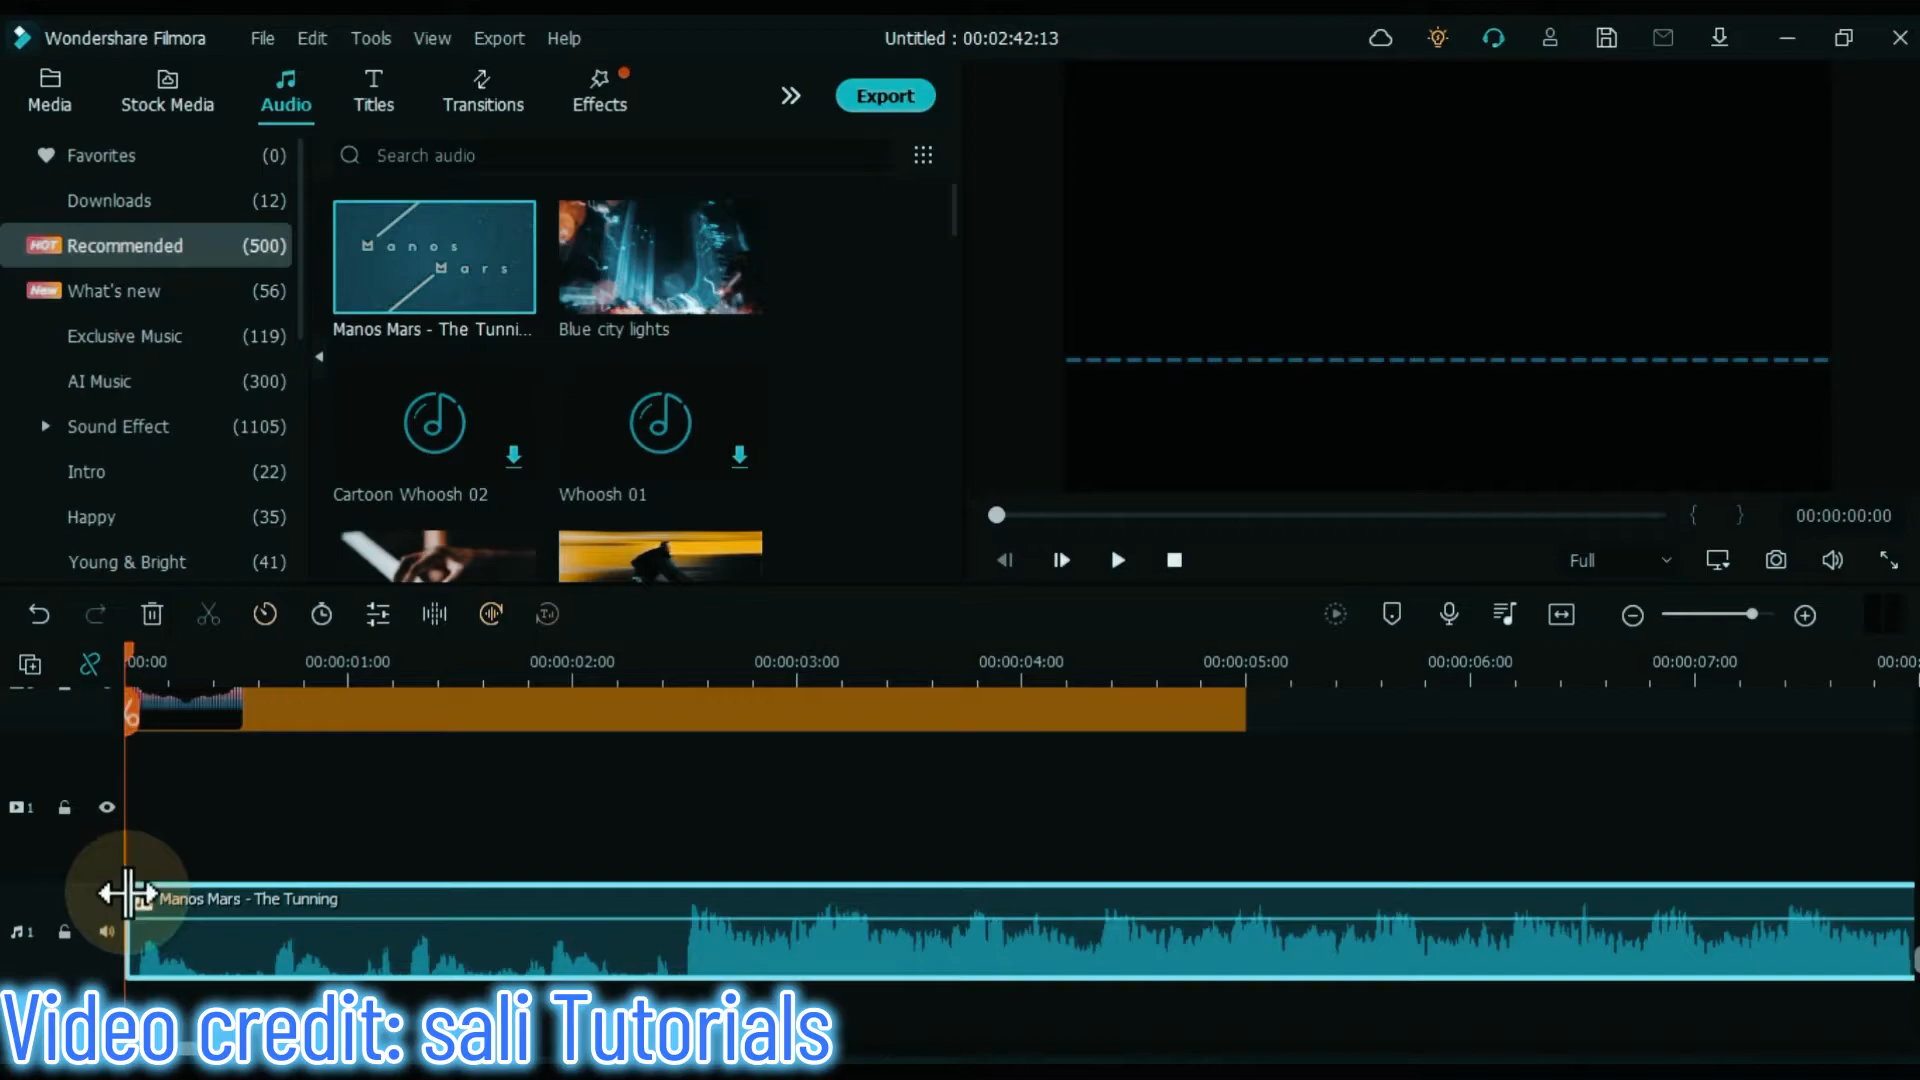 Wondershare Filmora File Edit Tools View Export Help Untitled : 00:02:42:13
Media Stock Media Audio Titles Transitions Effects Export
Favorites (0)
Search audio
Downloads (12)
HOT Recommended (500)
New What's new (56)
Exclusive Music (119)
AI Music (300)
Sound Effect (1105)
Intro (22)
Happy (35)
Young & Bright (41)
Manos
Mars
Manos Mars - The Tunni...
Blue city lights
Cartoon Whoosh 02
Whoosh 01
00:00:00:00
Full
00:00 00:00:01:00 00:00:02:00 00:00:03:00 00:00:04:00 00:00:05:00 00:00:06:00 00:00:07:00 00:00:
1
Manos Mars - The Tunning
1
Video credit: sali Tutorials